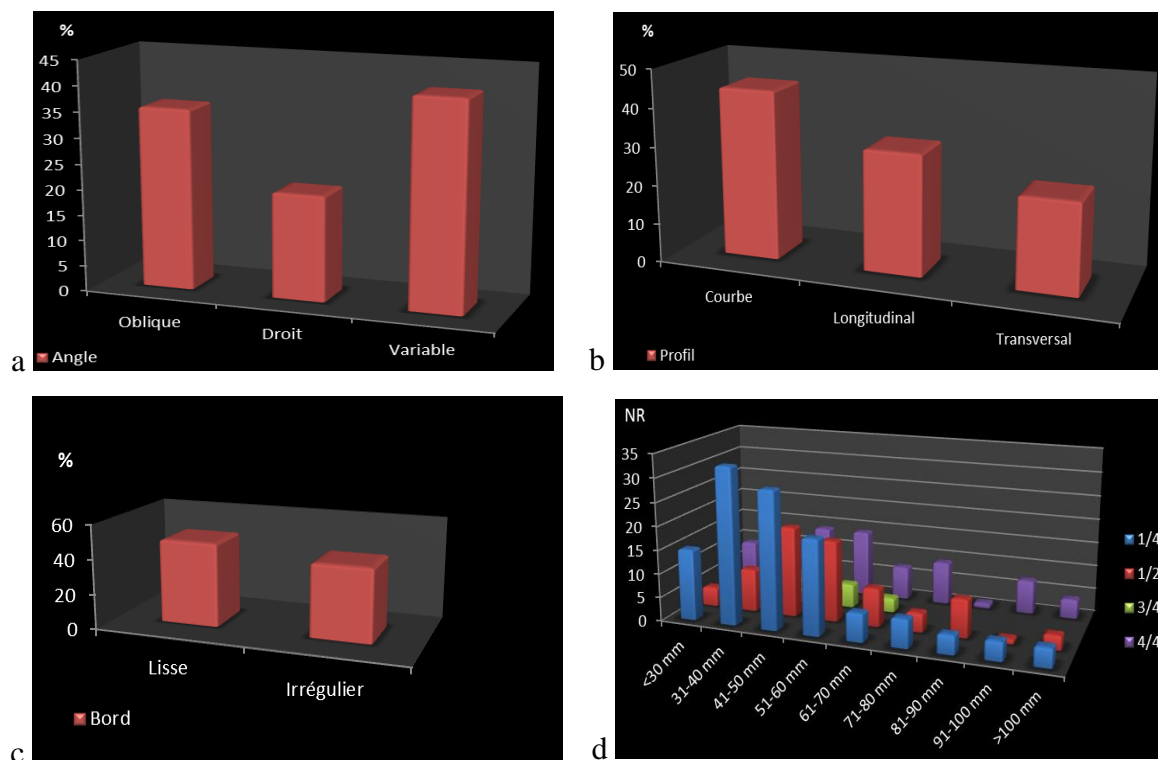 %
45
40
35
30
25
20
15
10
5
0
Oblique
Droit
Variable
Angle
a
%
50
40
30
20
10
0
Courbe
Longitudinal
Transversal
Profil
b
%
60
40
20
0
Lisse
Irrégulier
Bord
c
NR
35
30
25
20
15
10
5
0
<30 mm
31-40 mm
41-50 mm
51-60 mm
61-70 mm
71-80 mm
81-90 mm
91-100 mm
>100 mm
1/4
1/2
3/4
4/4
d